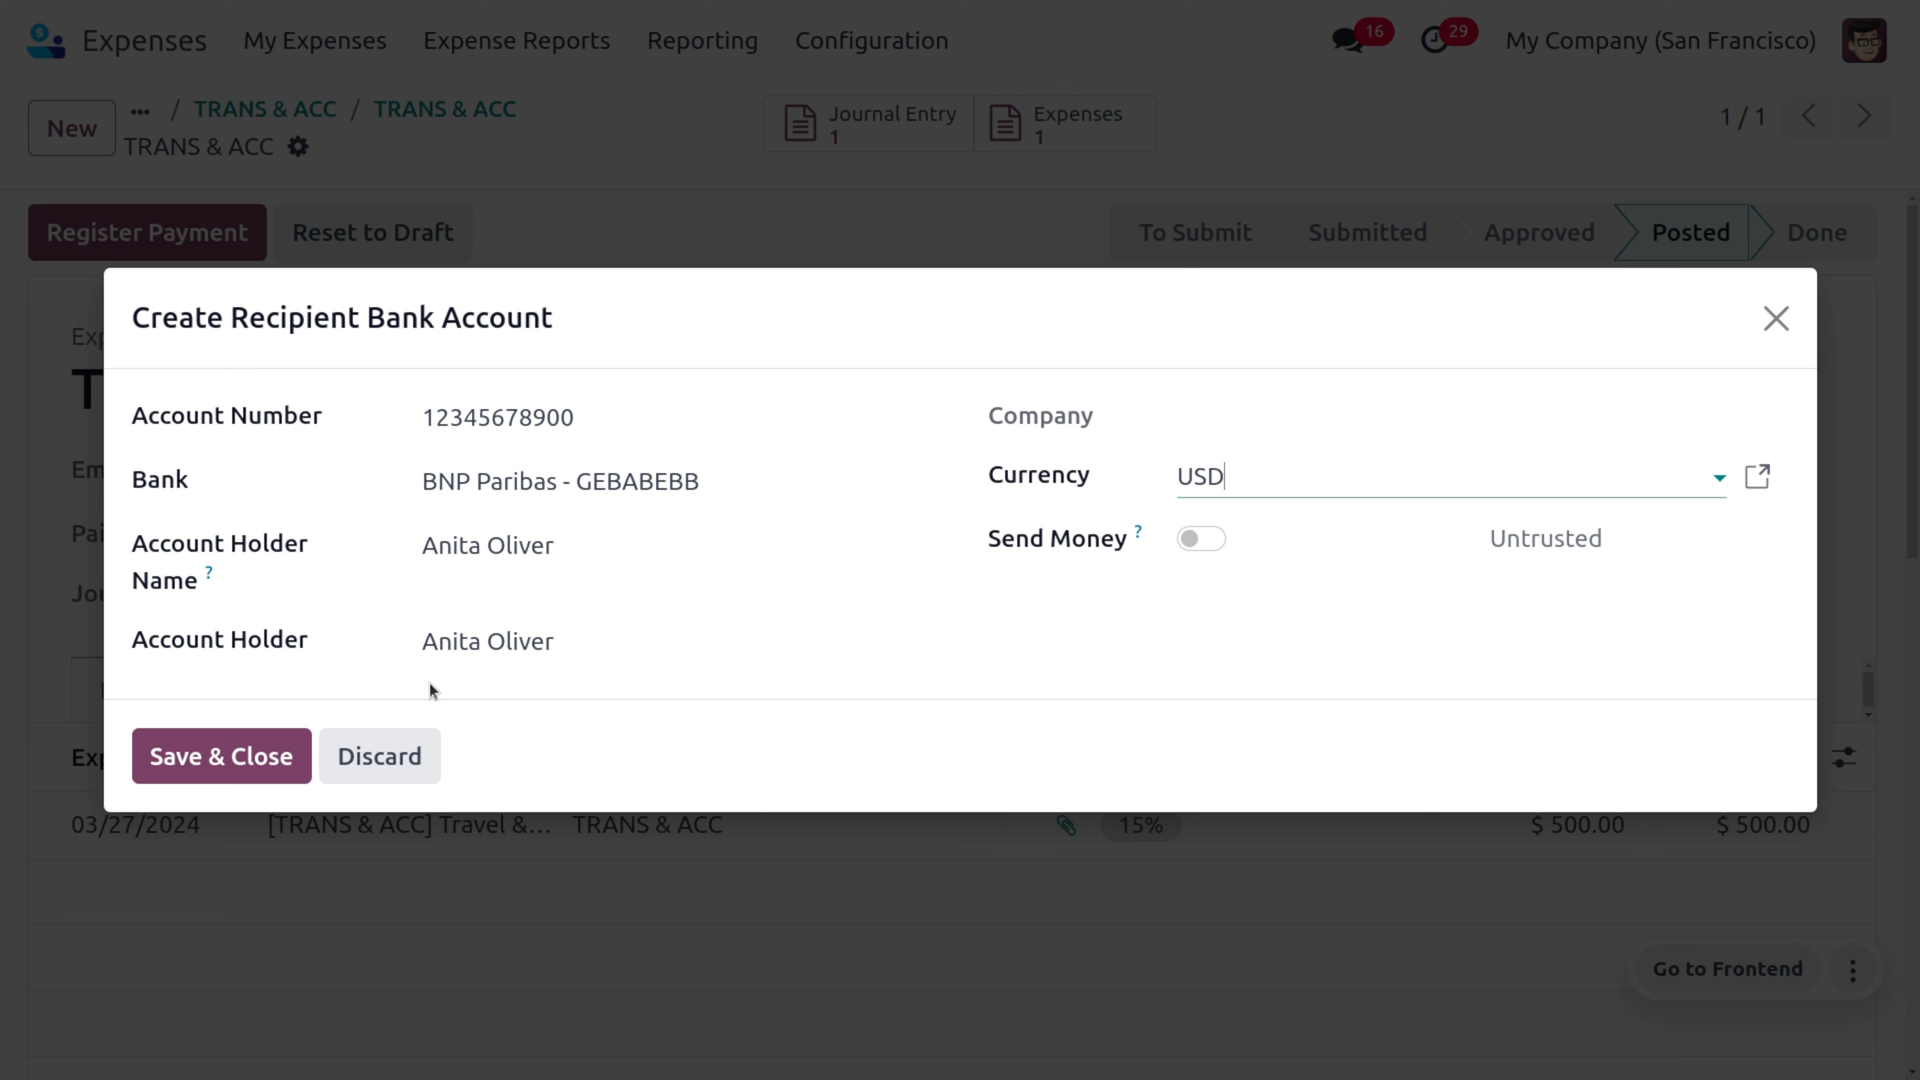 Expenses My Expenses Expense Reports Reporting Configuration 16 29 My Company (San Francisco)
New ... / TRANS & ACC / TRANS & ACC
TRANS & ACC
Journal Entry
1
Expenses
1
1 / 1
Register Payment Reset to Draft To Submit Submitted Approved Posted Done
Create Recipient Bank Account
Account Number 12345678900
Company
Bank BNP Paribas - GEBABEBB
Currency USD
Account Holder
Name ? Anita Oliver
Send Money ? Untrusted
Account Holder Anita Oliver
Save & Close Discard
03/27/2024 [TRANS & ACC] Travel &... TRANS & ACC 15% $ 500.00 $ 500.00
Go to Frontend